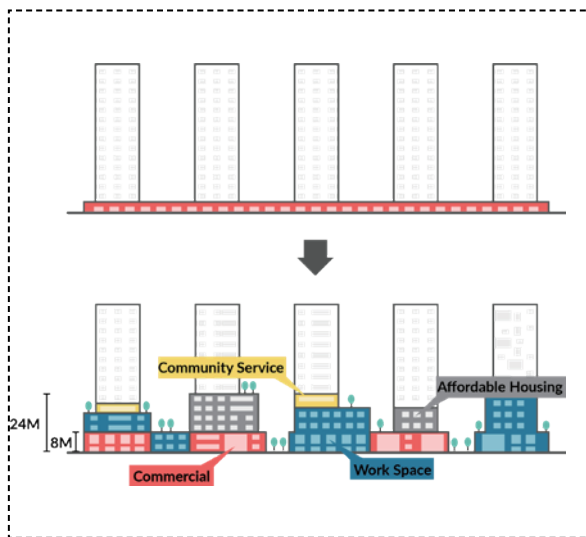 Community Service
Affordable Housing
24M
8M
Commercial
Work Space